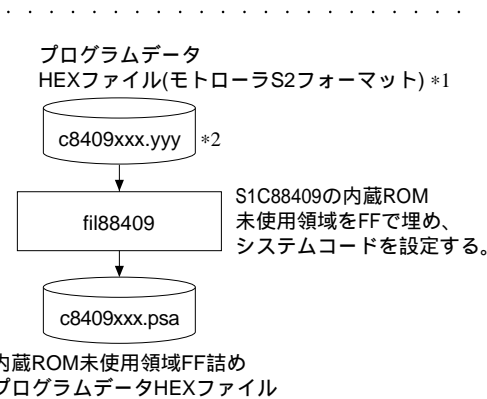 プログラムデータ
HEXファイル(モトローラS2フォーマット) *1
c8409xxx.yyy *2
fil88409
S1C88409の内蔵ROM
未使用領域をFFで埋め、
システムコードを設定する。
c8409xxx.psa
内蔵ROM未使用領域FF詰め
プログラムデータHEXファイル